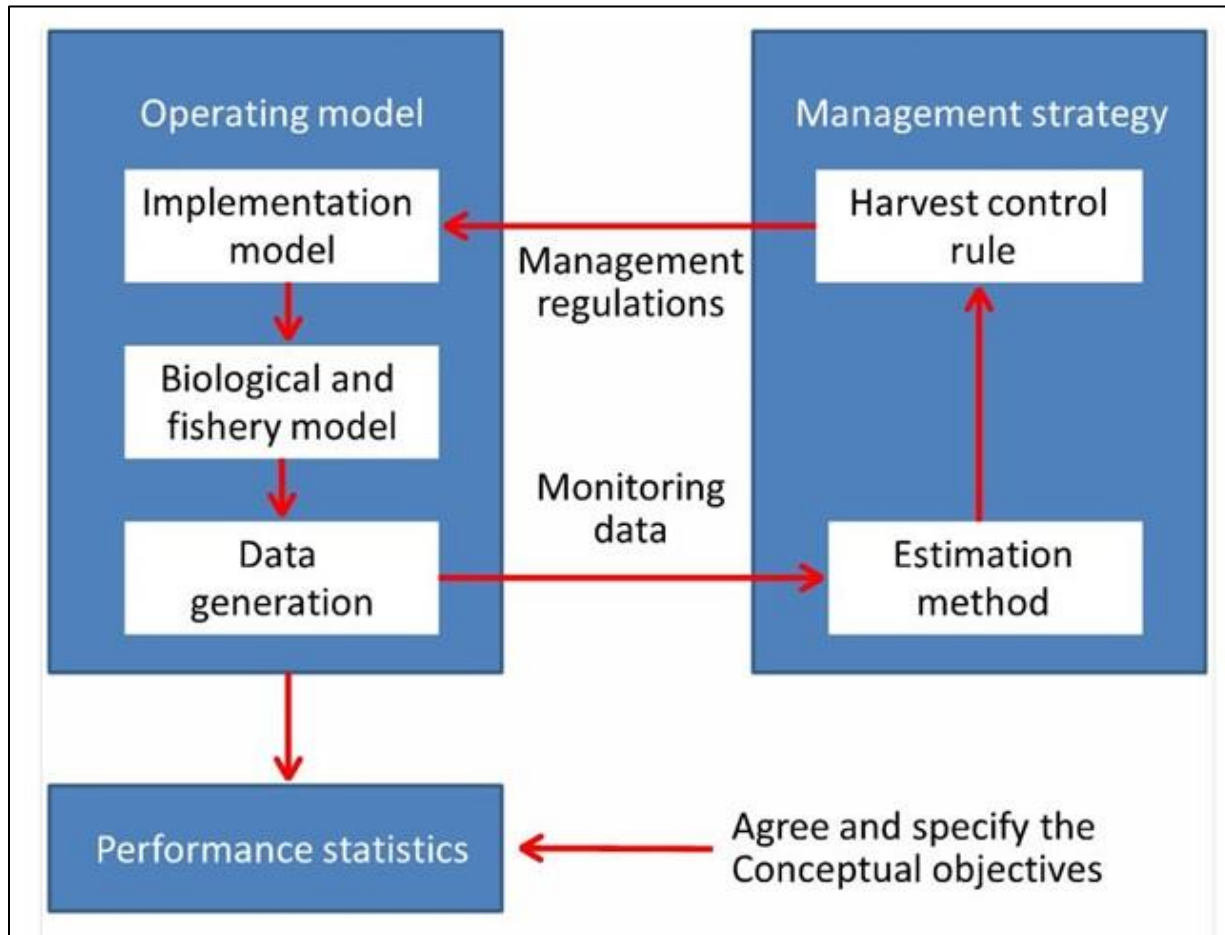 Operating model
Implementation
model
Biological and
fishery model
Data
generation
Management
regulations
Monitoring
data
Management strategy
Harvest control
rule
Estimation
method
Performance statistics
Agree and specify the
Conceptual objectives